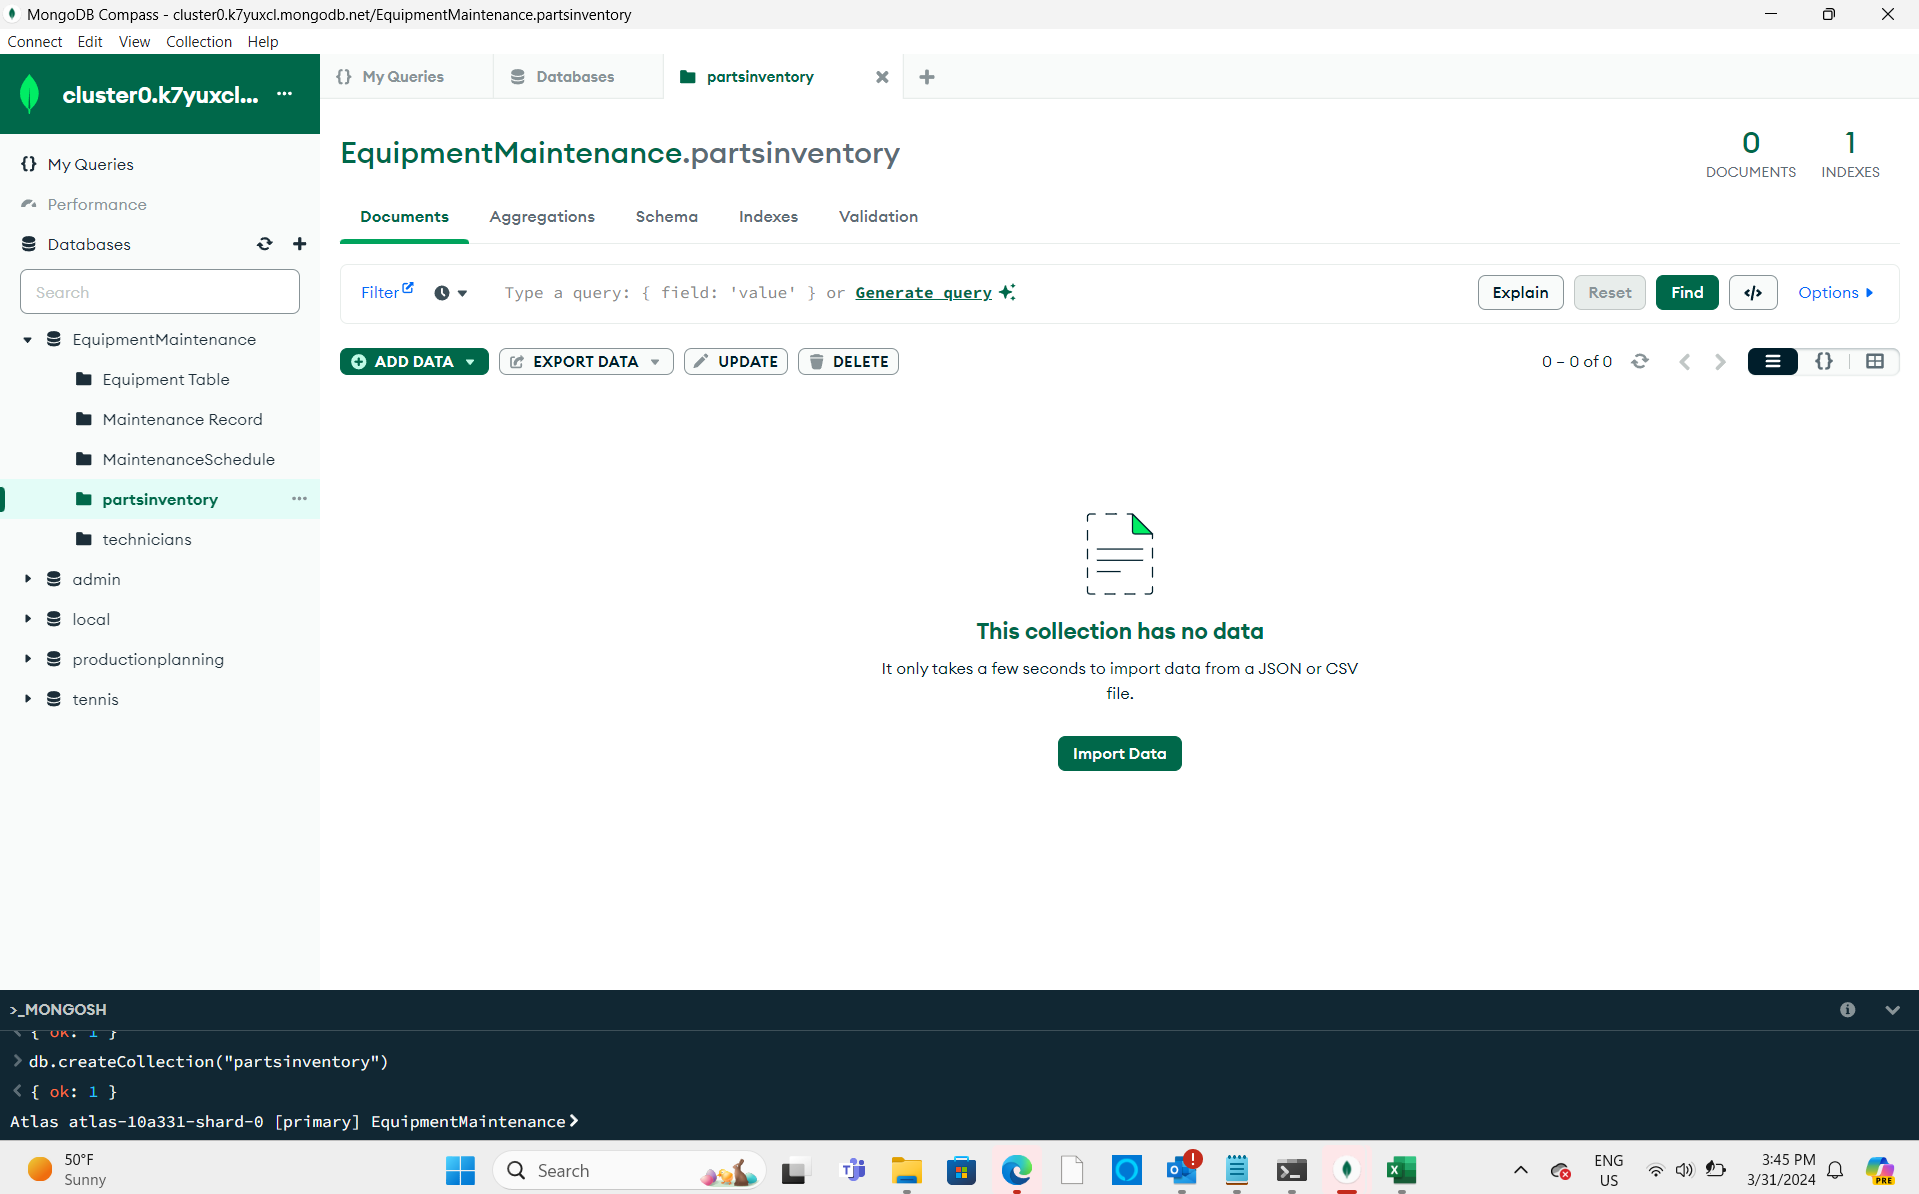 MongoDB Compass - cluster0.k7yuxcl.mongodb.net/EquipmentMaintenance.partsinventory
Connect Edit View Collection Help
cluster0.k7yuxcl... ...
{} My Queries
Databases
partsinventory
{} My Queries
Performance
Databases
Search
EquipmentMaintenance
Equipment Table
Maintenance Record
MaintenanceSchedule
partsinventory ...
technicians
admin
local
productionplanning
tennis
EquipmentMaintenance.partsinventory
0
DOCUMENTS
1
INDEXES
Documents Aggregations Schema Indexes Validation
Filter Type a query: { field: 'value' } or Generate query Explain Reset Find </> Options
ADD DATA EXPORT DATA UPDATE DELETE 0 – 0 of 0 {}
This collection has no data
It only takes a few seconds to import data from a JSON or CSV
file.
Import Data
>_MONGOSH
< { ok: 1 }
> db.createCollection("partsinventory")
< { ok: 1 }
Atlas atlas-10a331-shard-0 [primary] EquipmentMaintenance>
50°F
Sunny
Search
ENG
US
3:45 PM
3/31/2024
PRE